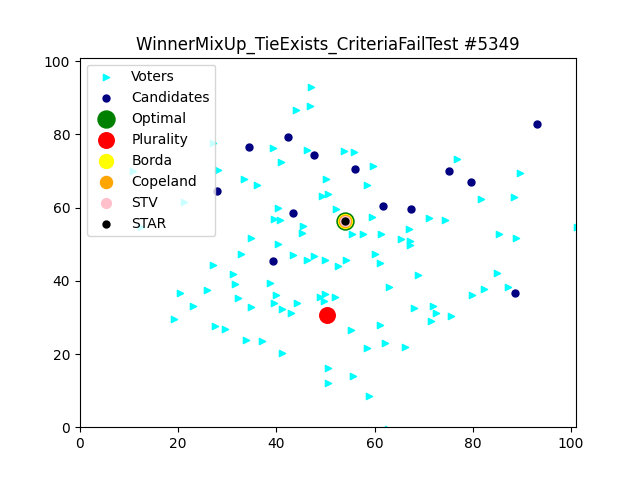 WinnerMixUp_TieExists_CriteriaFailTest #5349
100
80
60
40
20
0
Voters
Candidates
Optimal
Plurality
Borda
Copeland
STV
STAR
0 20 40 60 80 100